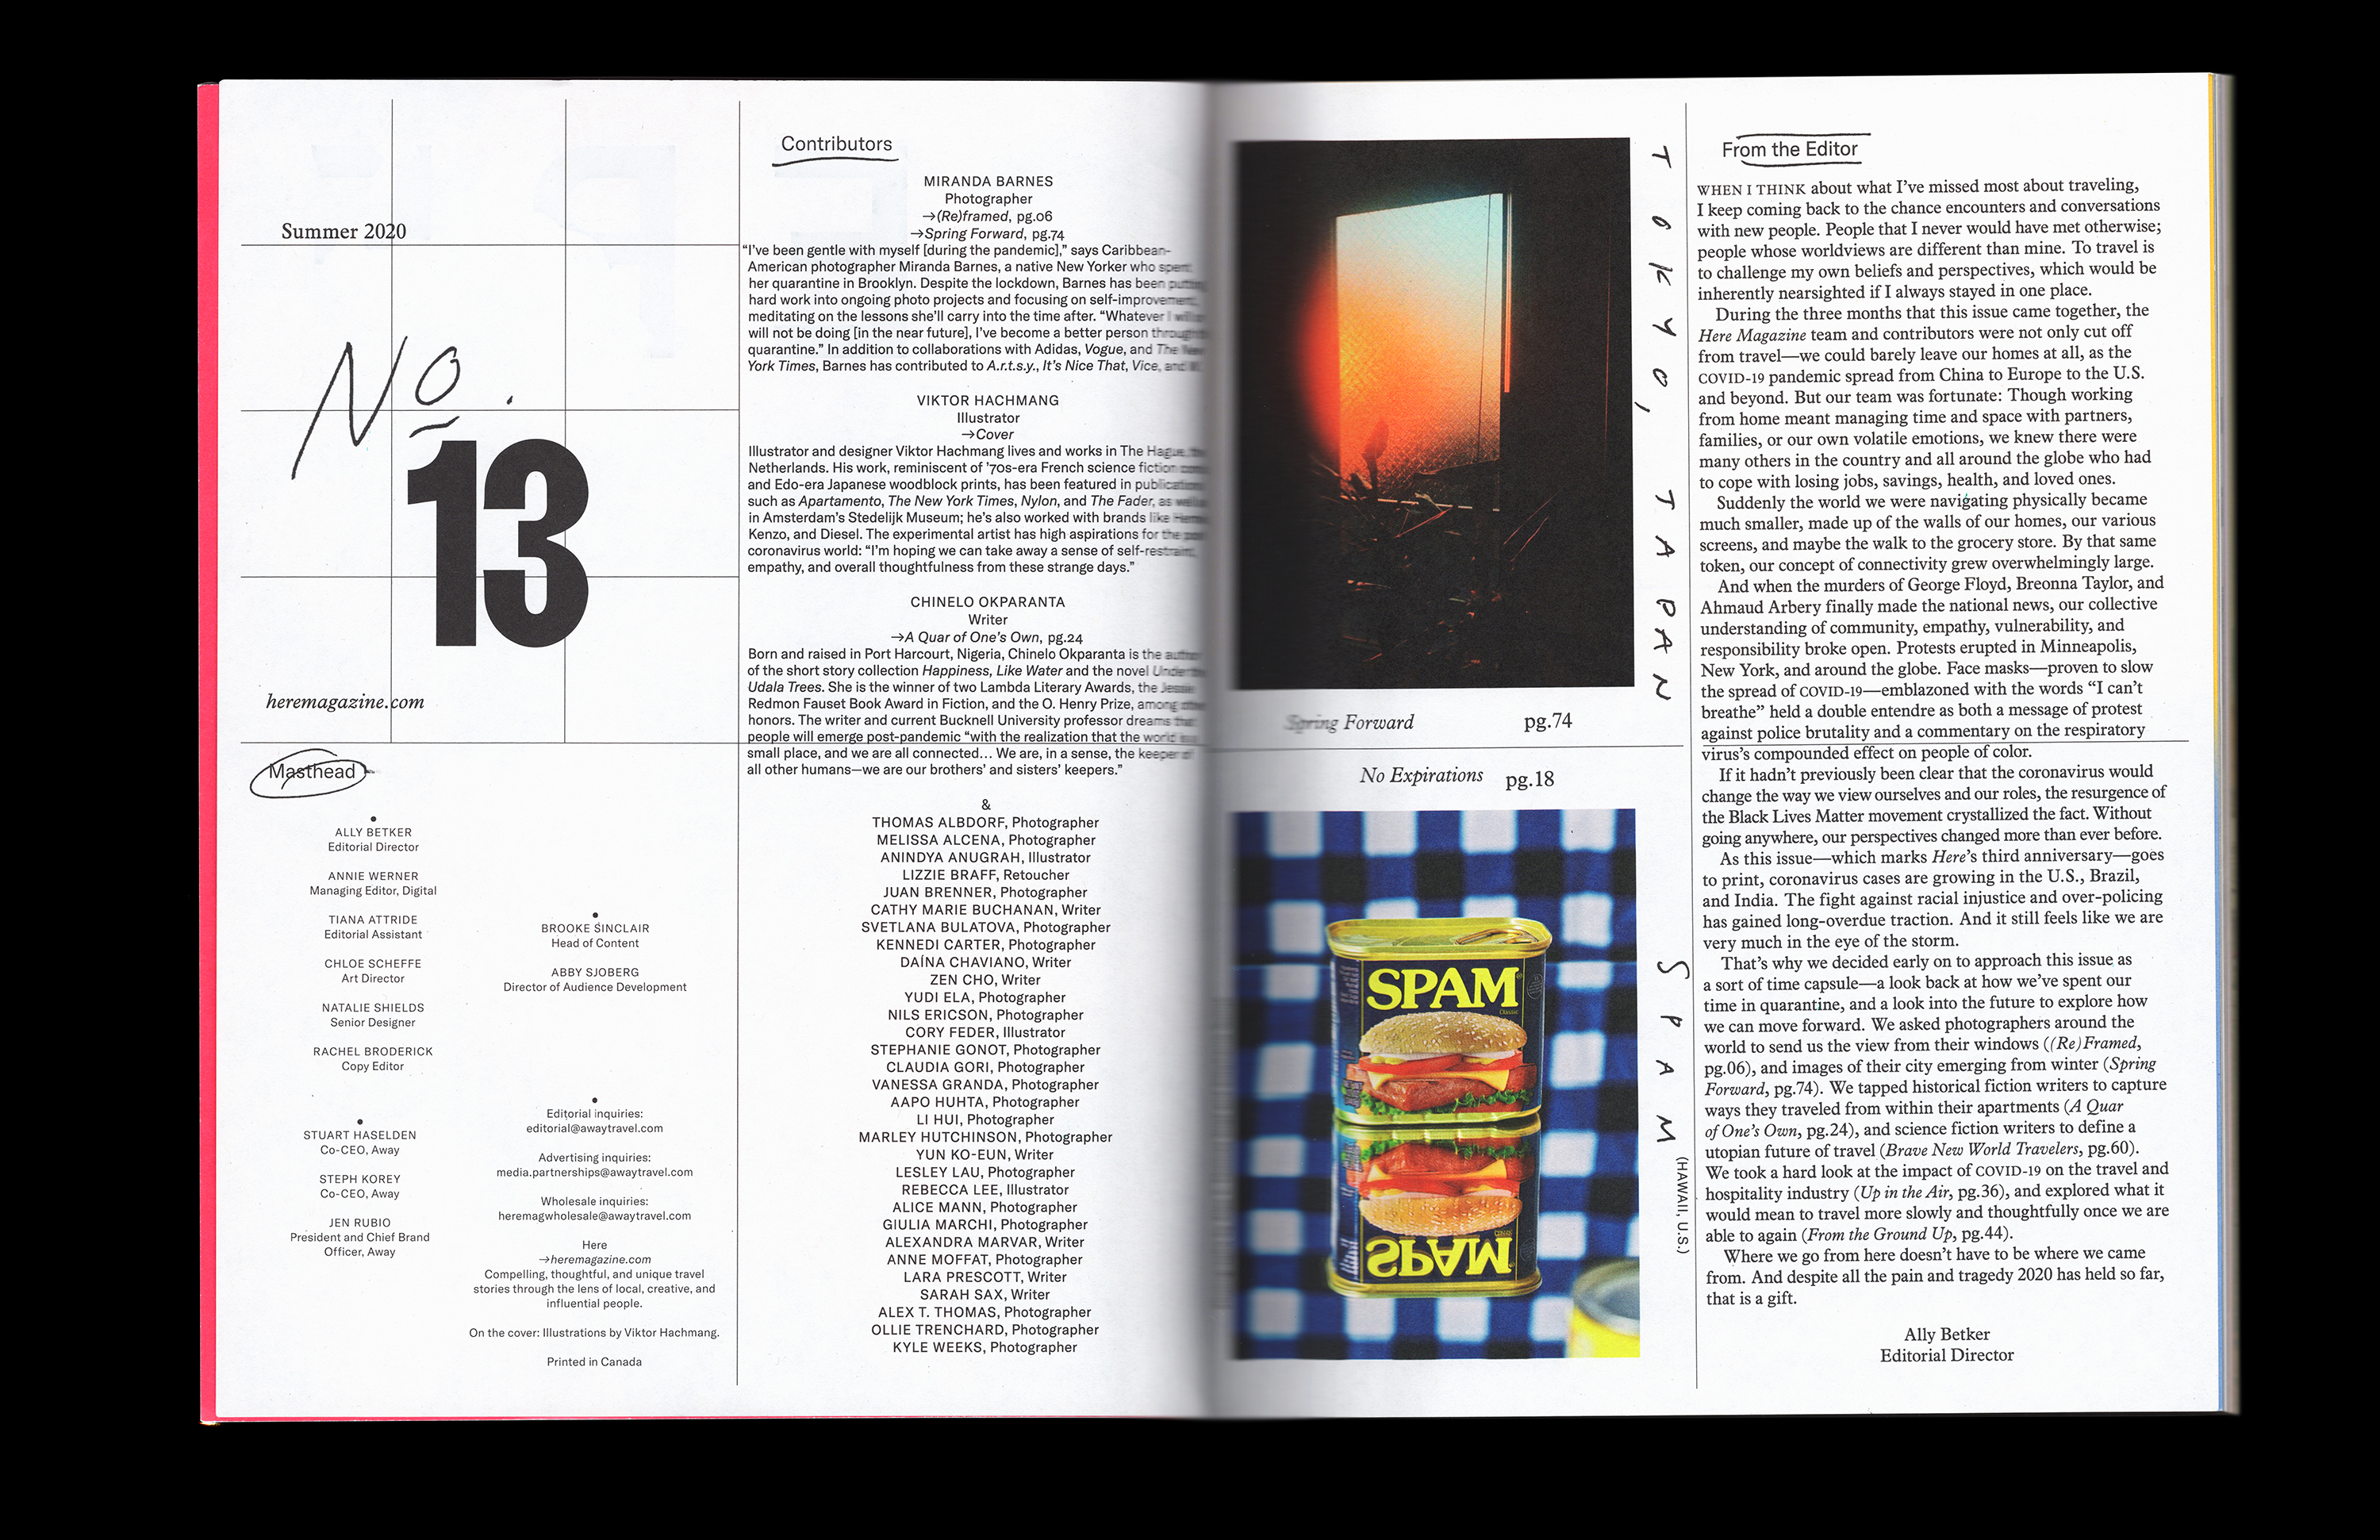 Summer 2020
No.
13
heremagazine.com
Masthead
ALLY BETKER
Editorial Director
ANNIE WERNER
Managing Editor, Digital
TIANA ATTRIDE
Editorial Assistant
CHLOE SCHEFFE
Art Director
NATALIE SHIELDS
Senior Designer
RACHEL BRODERICK
Copy Editor
STUART HASELDEN
Co-CEO, Away
STEPH KOREY
Co-CEO, Away
JEN RUBIO
President and Chief Brand
Officer, Away
BROOKE SINCLAIR
Head of Content
ABBY SJOBERG
Director of Audience Development
Editorial inquiries:
editorial@awaytravel.com
Advertising inquiries:
media.partnerships@awaytravel.com
Wholesale inquiries:
heremagwholesale@awaytravel.com
Here
→heremagazine.com
Compelling, thoughtful, and unique travel
stories through the lens of local, creative, and
influential people.
On the cover: Illustrations by Viktor Hachmang.
Printed in Canada
Contributors
MIRANDA BARNES
Photographer
→(Re)framed, pg.06
→Spring Forward, pg.74
“I’ve been gentle with myself [during the pandemic],” says Caribbean-
American photographer Miranda Barnes, a native New Yorker who spent
her quarantine in Brooklyn. Despite the lockdown, Barnes has been putting
hard work into ongoing photo projects and focusing on self-improvement,
meditating on the lessons she’ll carry into the time after. “Whatever I will or
will not be doing [in the near future], I’ve become a better person through
quarantine.” In addition to collaborations with Adidas, Vogue, and The New
York Times, Barnes has contributed to A.r.t.s.y., It’s Nice That, Vice, and
VIKTOR HACHMANG
Illustrator
→Cover
Illustrator and designer Viktor Hachmang lives and works in The Hague, the
Netherlands. His work, reminiscent of ’70s-era French science fiction
and Edo-era Japanese woodblock prints, has been featured in publications
such as Apartamento, The New York Times, Nylon, and The Fader, as well as
in Amsterdam’s Stedelijk Museum; he’s also worked with brands like
Kenzo, and Diesel. The experimental artist has high aspirations for the
coronavirus world: “I’m hoping we can take away a sense of self-restraint,
empathy, and overall thoughtfulness from these strange days.”
CHINELO OKPARANTA
Writer
→A Quar of One’s Own, pg.24
Born and raised in Port Harcourt, Nigeria, Chinelo Okparanta is the author
of the short story collection Happiness, Like Water and the novel Under the
Udala Trees. She is the winner of two Lambda Literary Awards, the Jessie
Redmon Fauset Book Award in Fiction, and the O. Henry Prize, among other
honors. The writer and current Bucknell University professor dreams that
people will emerge post-pandemic “with the realization that the world is a
small place, and we are all connected... We are, in a sense, the keeper of
all other humans—we are our brothers’ and sisters’ keepers.”
&
THOMAS ALBDORF, Photographer
MELISSA ALCENA, Photographer
ANINDYA ANUGRAH, Illustrator
LIZZIE BRAFF, Retoucher
JUAN BRENNER, Photographer
CATHY MARIE BUCHANAN, Writer
SVETLANA BULATOVA, Photographer
KENNEDI CARTER, Photographer
DAÍNA CHAVIANO, Writer
ZEN CHO, Writer
YUDI ELA, Photographer
NILS ERICSON, Photographer
CORY FEDER, Illustrator
STEPHANIE GONOT, Photographer
CLAUDIA GORI, Photographer
VANESSA GRANDA, Photographer
AAPO HUHTA, Photographer
LI HUI, Photographer
MARLEY HUTCHINSON, Photographer
YUN KO-EUN, Writer
LESLEY LAU, Photographer
REBECCA LEE, Illustrator
ALICE MANN, Photographer
GIULIA MARCHI, Photographer
ALEXANDRA MARVAR, Writer
ANNE MOFFAT, Photographer
LARA PRESCOTT, Writer
SARAH SAX, Writer
ALEX T. THOMAS, Photographer
OLLIE TRENCHARD, Photographer
KYLE WEEKS, Photographer
TOKYO, JAPAN
Spring Forward pg.74
No Expirations pg.18
SPAM
Classic
SPAM
SPAM
(HAWAII, U.S.)
From the Editor
WHEN I THINK about what I’ve missed most about traveling,
I keep coming back to the chance encounters and conversations
with new people. People that I never would have met otherwise;
people whose worldviews are different than mine. To travel is
to challenge my own beliefs and perspectives, which would be
inherently nearsighted if I always stayed in one place.
During the three months that this issue came together, the
Here Magazine team and contributors were not only cut off
from travel—we could barely leave our homes at all, as the
COVID-19 pandemic spread from China to Europe to the U.S.
and beyond. But our team was fortunate: Though working
from home meant managing time and space with partners,
families, or our own volatile emotions, we knew there were
many others in the country and all around the globe who had
to cope with losing jobs, savings, health, and loved ones.
Suddenly the world we were navigating physically became
much smaller, made up of the walls of our homes, our various
screens, and maybe the walk to the grocery store. By that same
token, our concept of connectivity grew overwhelmingly large.
And when the murders of George Floyd, Breonna Taylor, and
Ahmaud Arbery finally made the national news, our collective
understanding of community, empathy, vulnerability, and
responsibility broke open. Protests erupted in Minneapolis,
New York, and around the globe. Face masks—proven to slow
the spread of COVID-19—emblazoned with the words “I can’t
breathe” held a double entendre as both a message of protest
against police brutality and a commentary on the respiratory
virus’s compounded effect on people of color.
If it hadn’t previously been clear that the coronavirus would
change the way we view ourselves and our roles, the resurgence of
the Black Lives Matter movement crystallized the fact. Without
going anywhere, our perspectives changed more than ever before.
As this issue—which marks Here’s third anniversary—goes
to print, coronavirus cases are growing in the U.S., Brazil,
and India. The fight against racial injustice and over-policing
has gained long-overdue traction. And it still feels like we are
very much in the eye of the storm.
That’s why we decided early on to approach this issue as
a sort of time capsule—a look back at how we’ve spent our
time in quarantine, and a look into the future to explore how
we can move forward. We asked photographers around the
world to send us the view from their windows ((Re)Framed,
pg.06), and images of their city emerging from winter (Spring
Forward, pg.74). We tapped historical fiction writers to capture
ways they traveled from within their apartments (A Quar
of One’s Own, pg.24), and science fiction writers to define a
utopian future of travel (Brave New World Travelers, pg.60).
We took a hard look at the impact of COVID-19 on the travel and
hospitality industry (Up in the Air, pg.36), and explored what it
would mean to travel more slowly and thoughtfully once we are
able to again (From the Ground Up, pg.44).
Where we go from here doesn’t have to be where we came
from. And despite all the pain and tragedy 2020 has held so far,
that is a gift.
Ally Betker
Editorial Director